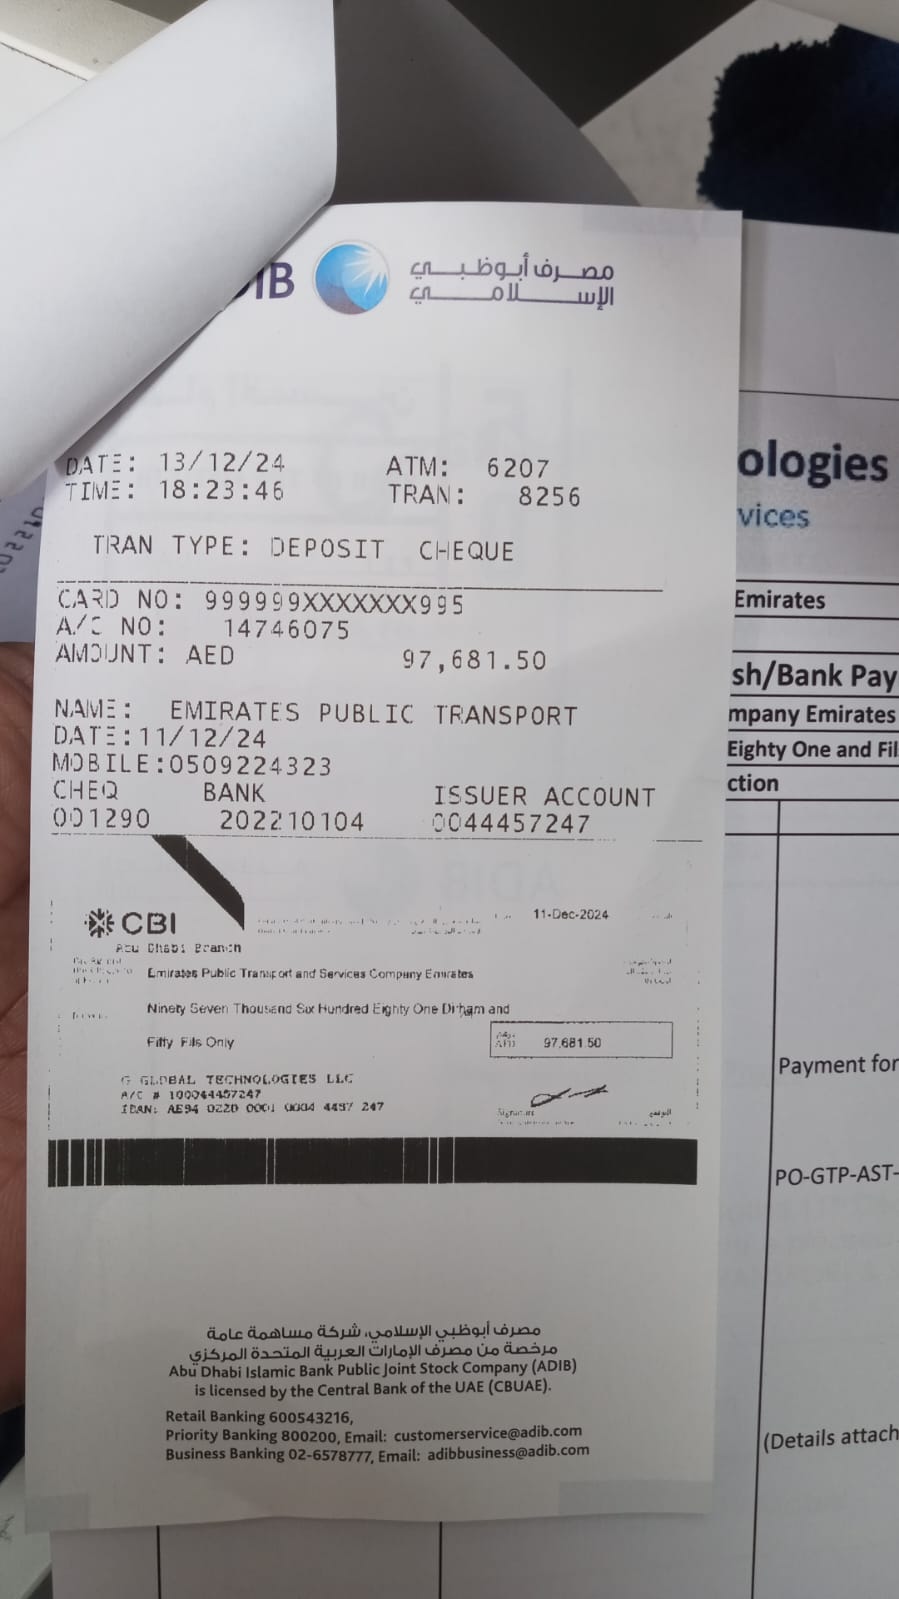 IB
مصرف أبوظبي
الإسلامي
DATE: 13/12/24 ATM: 6207
TIME: 18:23:46 TRAN: 8256
TRAN TYPE: DEPOSIT CHEQUE
CARD NO: 999999XXXXXXX995
A/C NO: 14746075
AMOUNT: AED 97,681.50
NAME: EMIRATES PUBLIC TRANSPORT
DATE:11/12/24
MOBILE:0509224323
CHEQ BANK ISSUER ACCOUNT
001290 202210104 0044457247
CBI
Abu Dhabi Branch
11-Dec-2024
Emirates Public Transport and Services Company Emirates
Ninety Seven Thousand Six Hundred Eighty One Dirham and
Fifty Fils Only
97,681.50
G GLOBAL TECHNOLOGIES LLC
A/C # 100044457247
IBAN: AE94 0220 0001 0004 4457 247
Signature
التوقيع
مصرف أبوظبي الإسلامي، شركة مساهمة عامة
مرخصة من مصرف الإمارات العربية المتحدة المركزي
Abu Dhabi Islamic Bank Public Joint Stock Company (ADIB)
is licensed by the Central Bank of the UAE (CBUAE).
Retail Banking 600543216,
Priority Banking 800200, Email: customerservice@adib.com
Business Banking 02-6578777, Email: adibbusiness@adib.com
ologies
vices
Emirates
sh/Bank Pay
mpany Emirates
Eighty One and Fil
ction
Payment for
PO-GTP-AST-
(Details attach